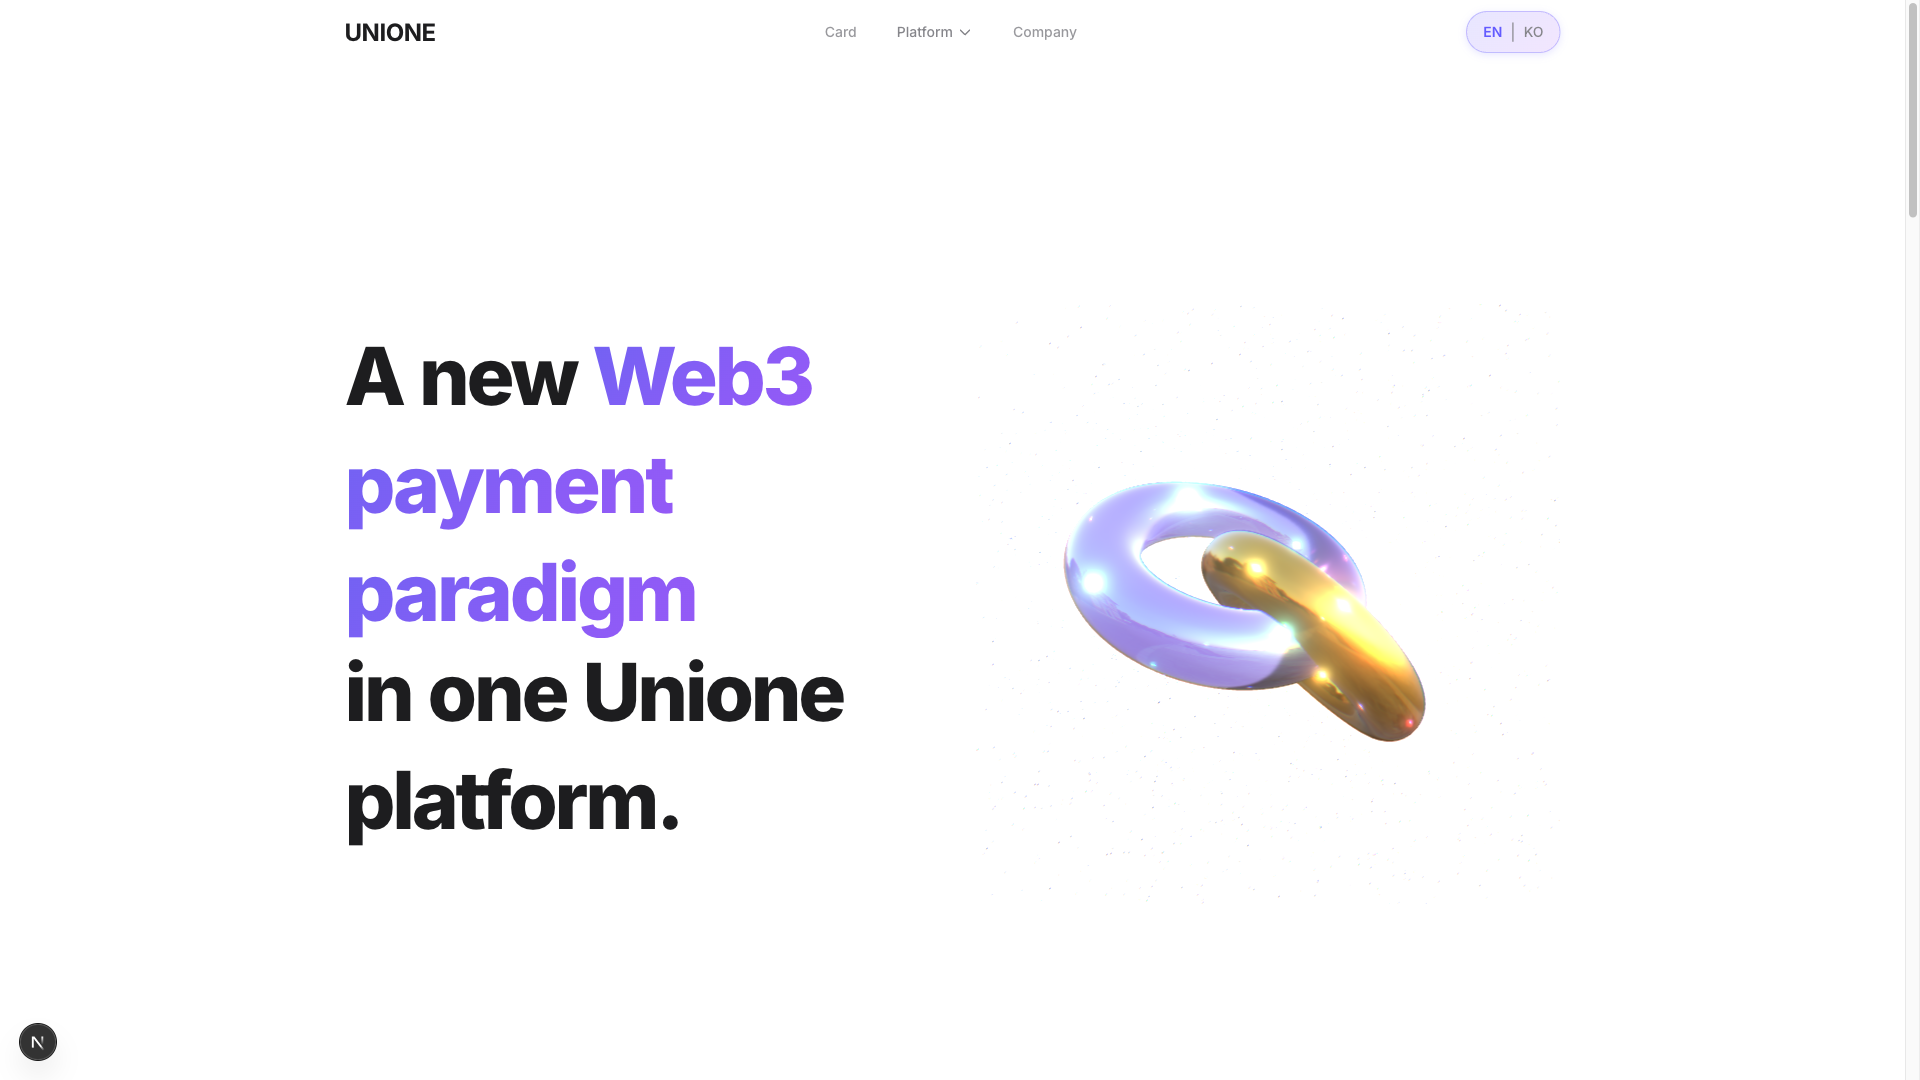 UNIONE
Card
Platform
Company
EN | KO
A new Web3
payment
paradigm
in one Unione
platform.
N